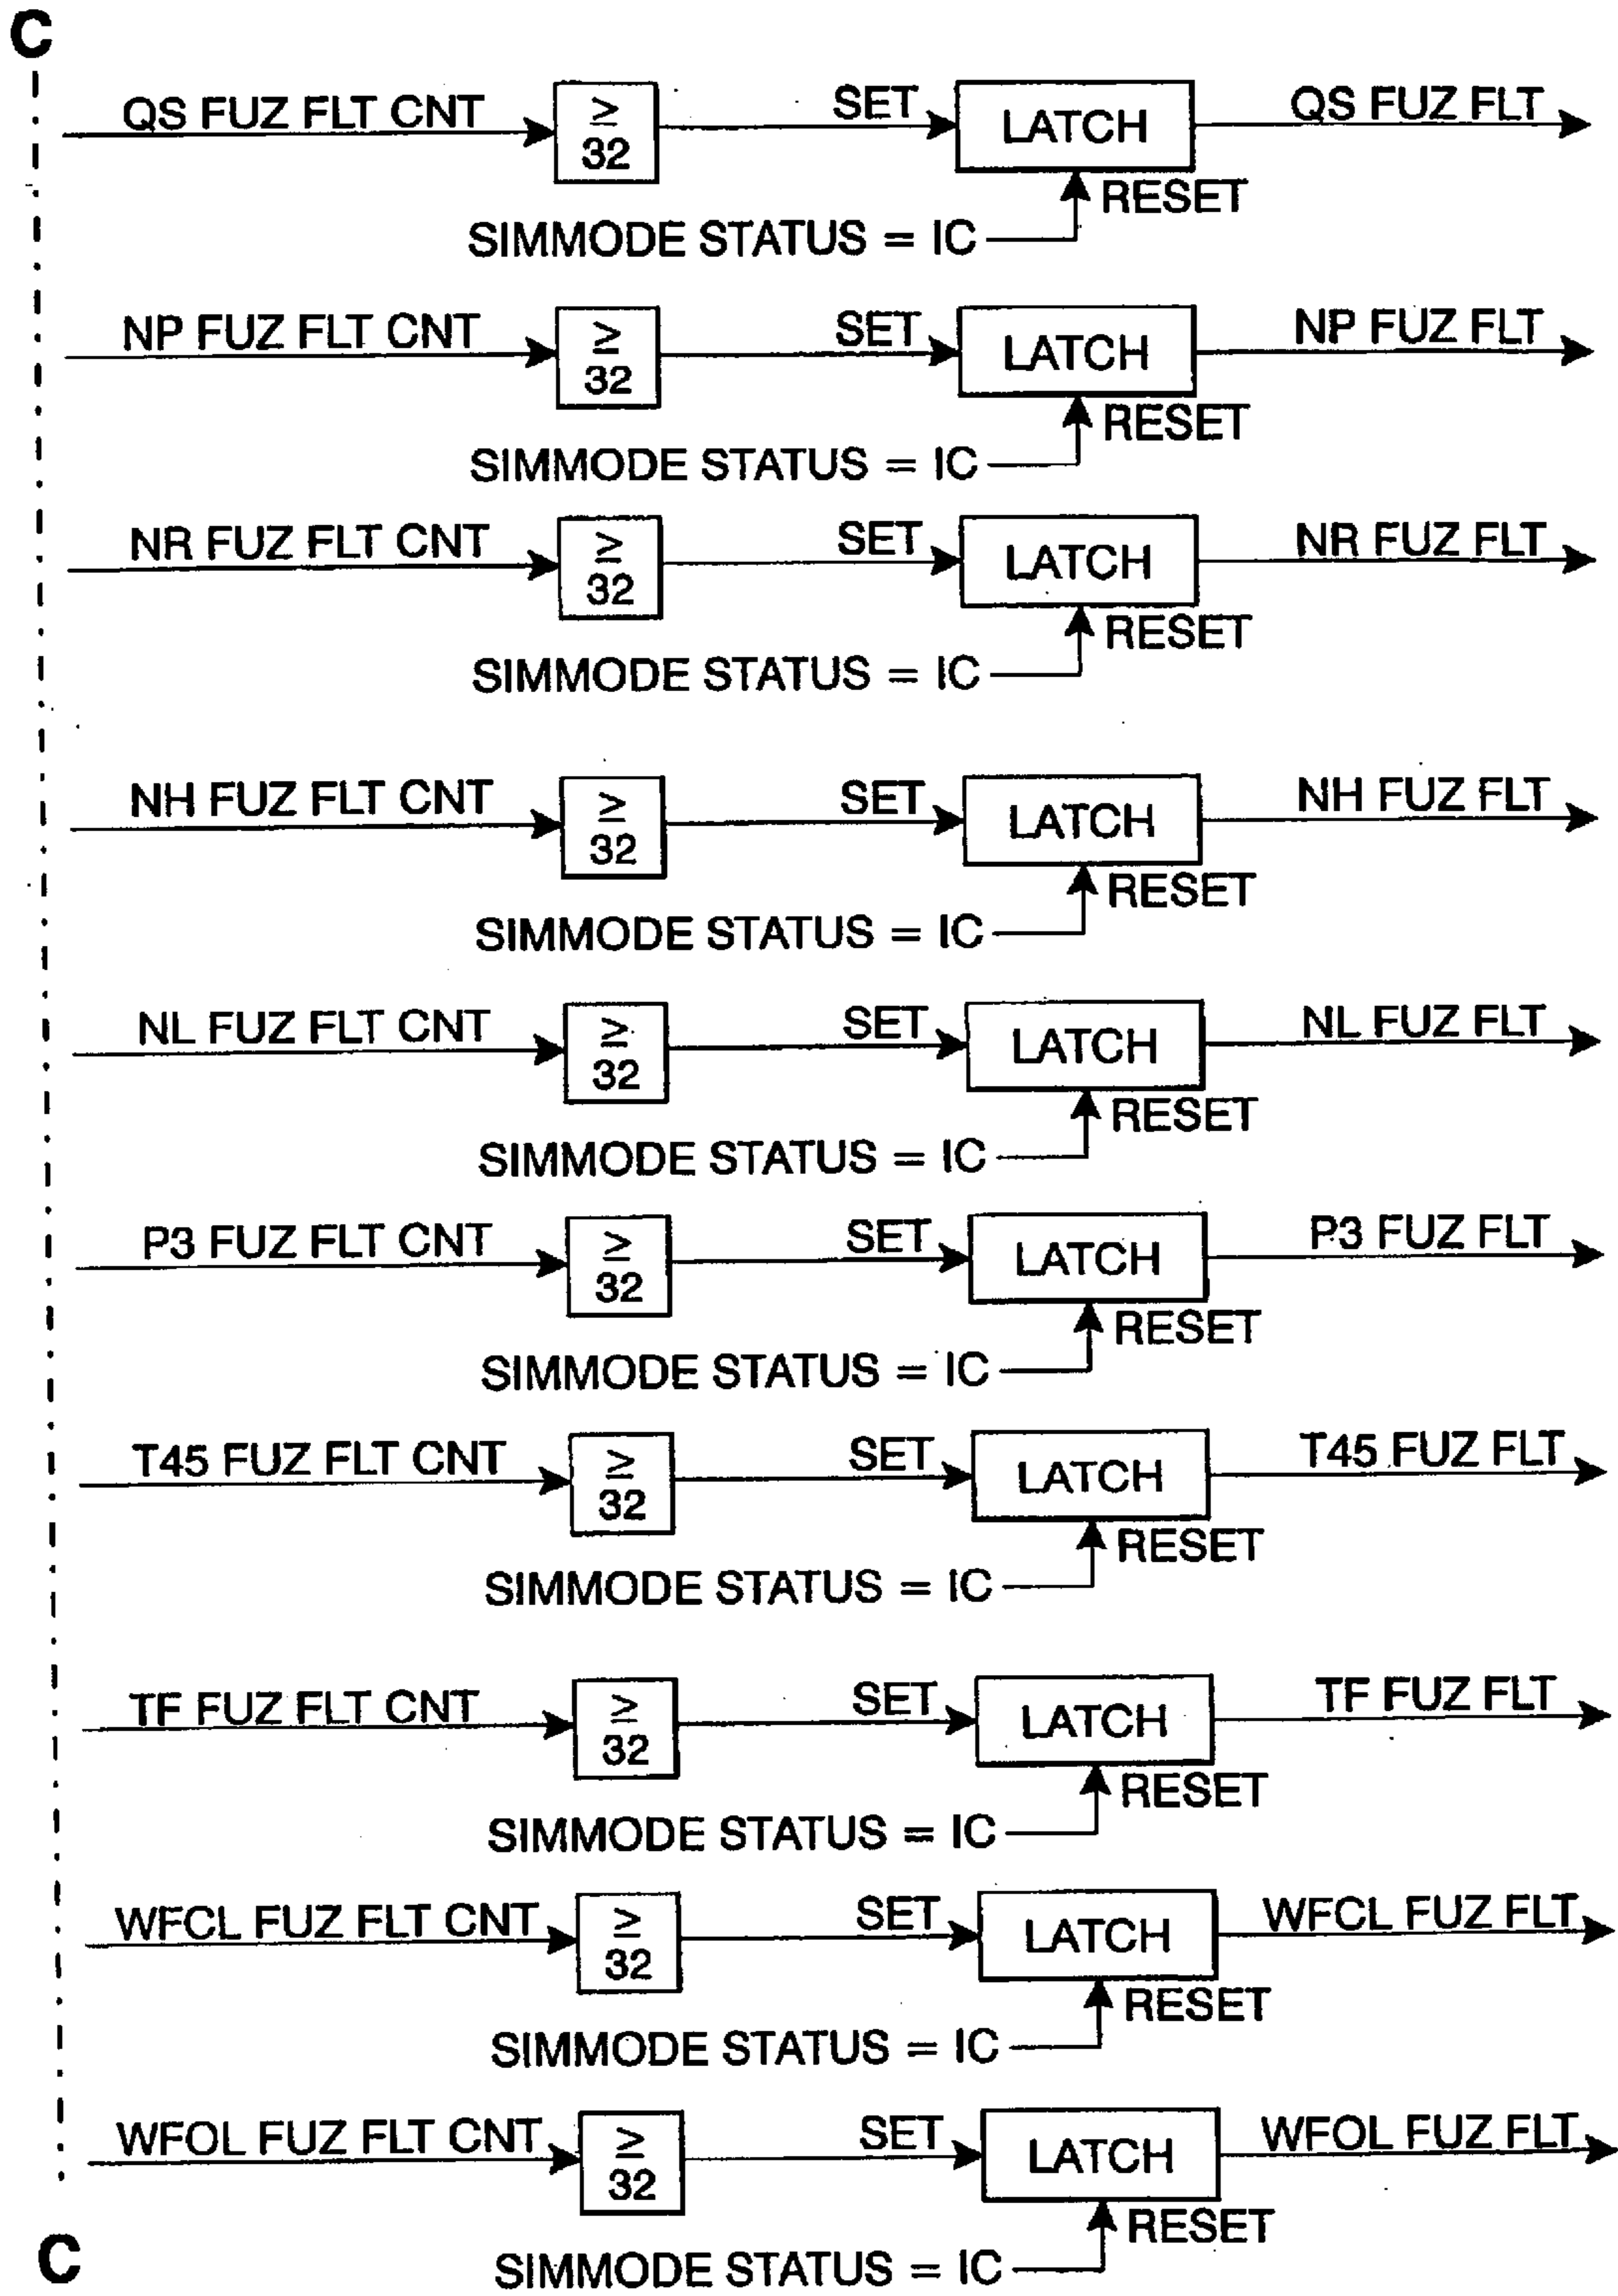 C
QS FUZ FLT CNT ≥ 32 SET LATCH QS FUZ FLT
RESET
SIMMODE STATUS = IC
NP FUZ FLT CNT ≥ 32 SET LATCH NP FUZ FLT
RESET
SIMMODE STATUS = IC
NR FUZ FLT CNT ≥ 32 SET LATCH NR FUZ FLT
RESET
SIMMODE STATUS = IC
NH FUZ FLT CNT ≥ 32 SET LATCH NH FUZ FLT
RESET
SIMMODE STATUS = IC
NL FUZ FLT CNT ≥ 32 SET LATCH NL FUZ FLT
RESET
SIMMODE STATUS = IC
P3 FUZ FLT CNT ≥ 32 SET LATCH P3 FUZ FLT
RESET
SIMMODE STATUS = IC
T45 FUZ FLT CNT ≥ 32 SET LATCH T45 FUZ FLT
RESET
SIMMODE STATUS = IC
TF FUZ FLT CNT ≥ 32 SET LATCH TF FUZ FLT
RESET
SIMMODE STATUS = IC
WFCL FUZ FLT CNT ≥ 32 SET LATCH WFCL FUZ FLT
RESET
SIMMODE STATUS = IC
WFOL FUZ FLT CNT ≥ 32 SET LATCH WFOL FUZ FLT
RESET
SIMMODE STATUS = IC
C